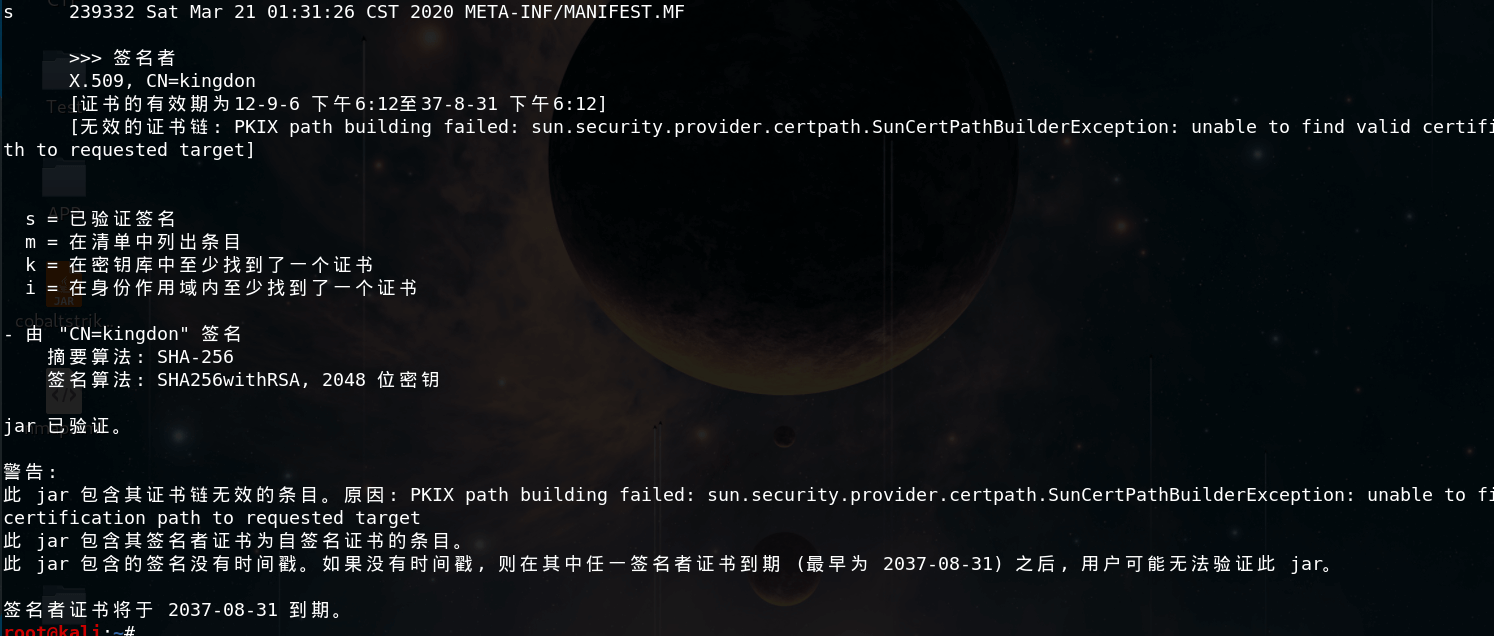 s     239332 Sat Mar 21 01:31:26 CST 2020 META-INF/MANIFEST.MF
>>> 签名者
X.509, CN=kingdon
[证书的有效期为12-9-6 下午6:12至37-8-31 下午6:12]
[无效的证书链: PKIX path building failed: sun.security.provider.certpath.SunCertPathBuilderException: unable to find valid certifi
th to requested target]
s = 已验证签名
m = 在清单中列出条目
k = 在密钥库中至少找到了一个证书
i = 在身份作用域内至少找到了一个证书
- 由 "CN=kingdon" 签名
摘要算法: SHA-256
签名算法: SHA256withRSA, 2048 位密钥
jar 已验证。
警告:
此 jar 包含其证书链无效的条目。原因: PKIX path building failed: sun.security.provider.certpath.SunCertPathBuilderException: unable to fi
certification path to requested target
此 jar 包含其签名者证书为自签名证书的条目。
此 jar 包含的签名没有时间戳。如果没有时间戳, 则在其中任一签名者证书到期 (最早为 2037-08-31) 之后, 用户可能无法验证此 jar。
签名者证书将于 2037-08-31 到期。
root@kali:~#
cobaltstrik
JAR